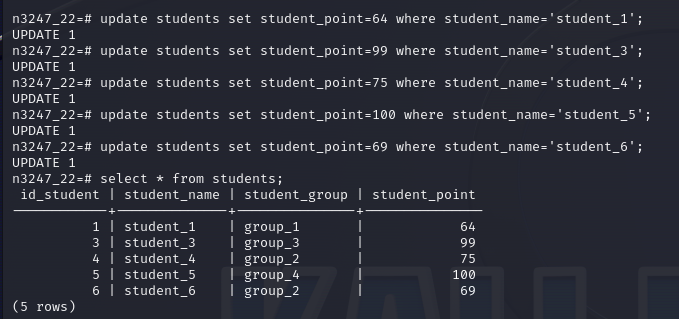 n3247_22=# update students set student_point=64 where student_name='student_1';
UPDATE 1
n3247_22=# update students set student_point=99 where student_name='student_3';
UPDATE 1
n3247_22=# update students set student_point=75 where student_name='student_4';
UPDATE 1
n3247_22=# update students set student_point=100 where student_name='student_5';
UPDATE 1
n3247_22=# update students set student_point=69 where student_name='student_6';
UPDATE 1
n3247_22=# select * from students;
 id_student | student_name | student_group | student_point
------------+--------------+---------------+---------------
          1 | student_1    | group_1       |            64
          3 | student_3    | group_3       |            99
          4 | student_4    | group_2       |            75
          5 | student_5    | group_4       |           100
          6 | student_6    | group_2       |            69
(5 rows)